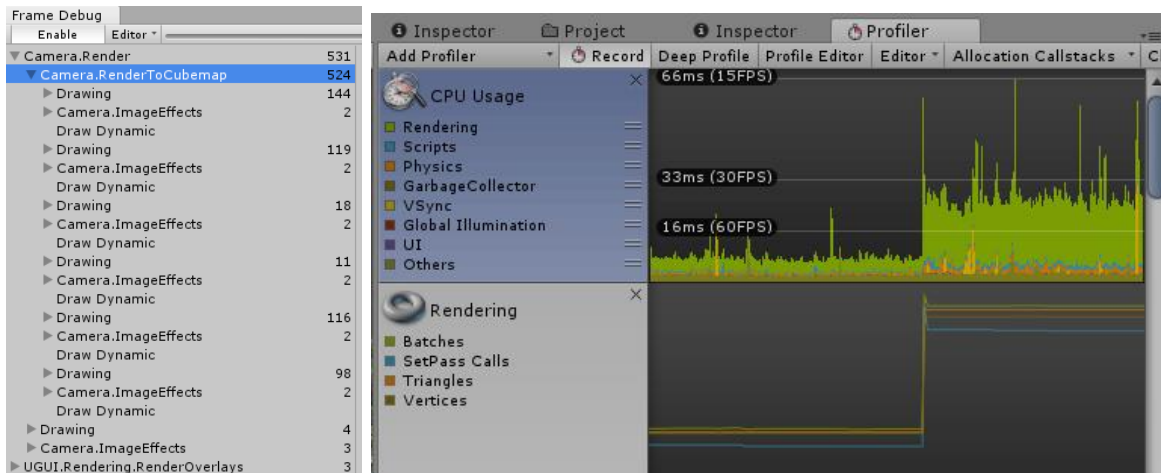 Frame Debug
Enable Editor
Camera.Render 531
Camera.RenderToCubemap 524
Drawing 144
Camera.ImageEffects 2
Draw Dynamic
Drawing 119
Camera.ImageEffects 2
Draw Dynamic
Drawing 18
Camera.ImageEffects 2
Draw Dynamic
Drawing 11
Camera.ImageEffects 2
Draw Dynamic
Drawing 116
Camera.ImageEffects 2
Draw Dynamic
Drawing 98
Camera.ImageEffects 2
Draw Dynamic
Drawing 4
Camera.ImageEffects 3
UGUI.Rendering.RenderOverlays 3
Inspector Project Inspector Profiler
Add Profiler Record Deep Profile Profile Editor Editor Allocation Callstacks C
CPU Usage
Rendering
Scripts
Physics
GarbageCollector
VSync
Global Illumination
UI
Others
66ms (15FPS)
33ms (30FPS)
16ms (60FPS)
Rendering
Batches
SetPass Calls
Triangles
Vertices